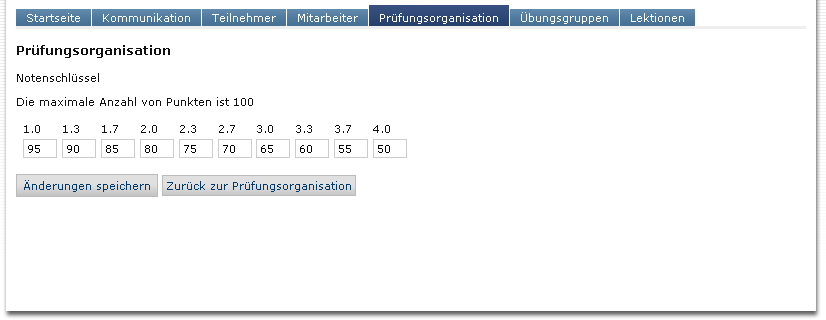 Startseite Kommunikation Teilnehmer Mitarbeiter Prüfungsorganisation Übungsgruppen Lektionen
Prüfungsorganisation
Notenschlüssel
Die maximale Anzahl von Punkten ist 100
1.0 1.3 1.7 2.0 2.3 2.7 3.0 3.3 3.7 4.0
95 90 85 80 75 70 65 60 55 50
Änderungen speichern Zurück zur Prüfungsorganisation